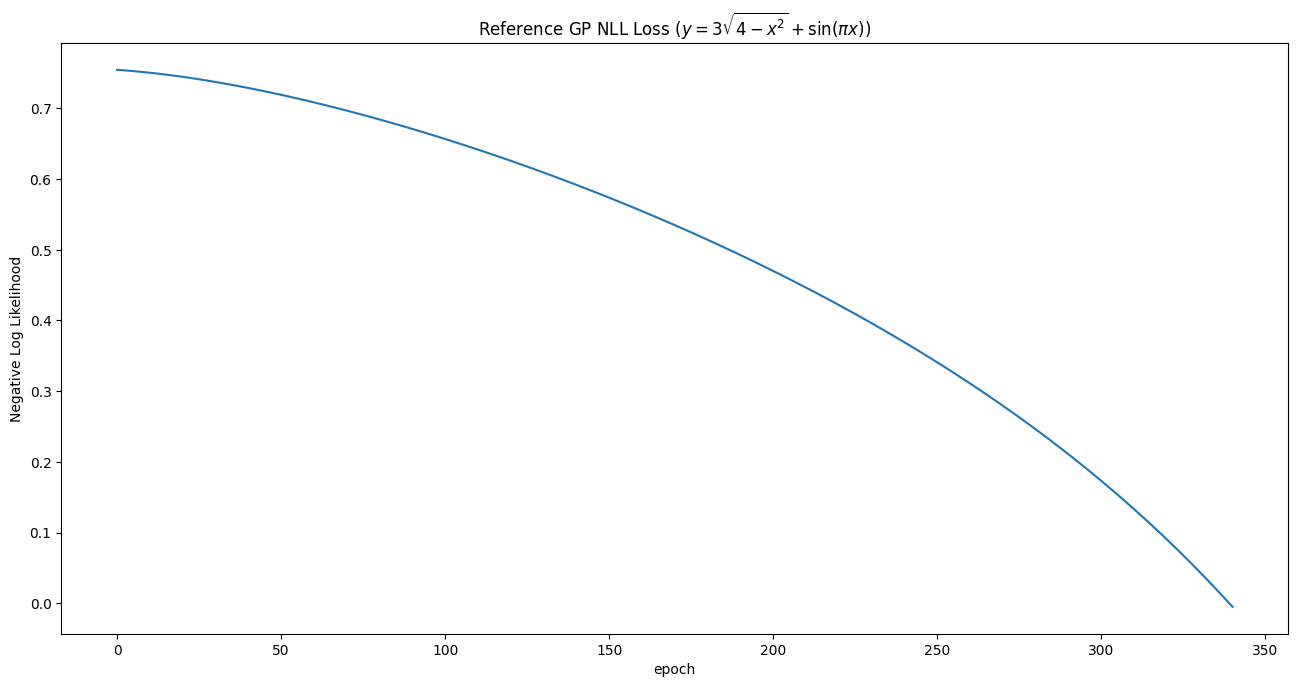 Reference GP NLL Loss ($y = 3\sqrt{4 - x^2} + \sin(\pi x)$)
Negative Log Likelihood
0.7
0.6
0.5
0.4
0.3
0.2
0.1
0.0
0 50 100 150 200 250 300 350
epoch